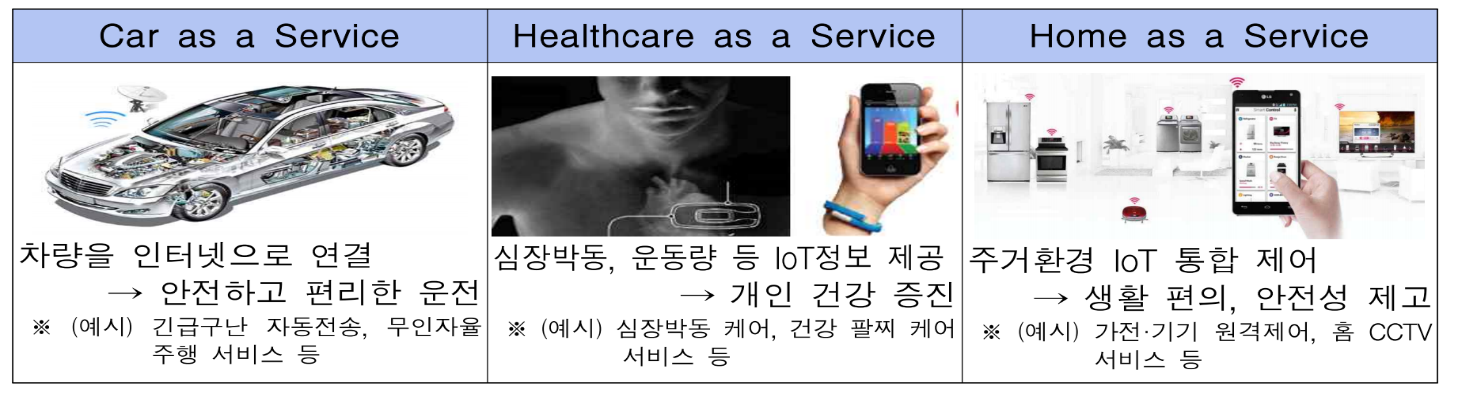 Car as a Service
차량을 인터넷으로 연결
→ 안전하고 편리한 운전
※ (예시) 긴급구난 자동전송, 무인자율
주행 서비스 등
Healthcare as a Service
심장박동, 운동량 등 IoT정보 제공
→ 개인 건강 증진
※ (예시) 심장박동 케어, 건강 팔찌 케어
서비스 등
Home as a Service
LG
Smart Control
주거환경 IoT 통합 제어
→ 생활 편의, 안전성 제고
※ (예시) 가전·기기 원격제어, 홈 CCTV
서비스 등